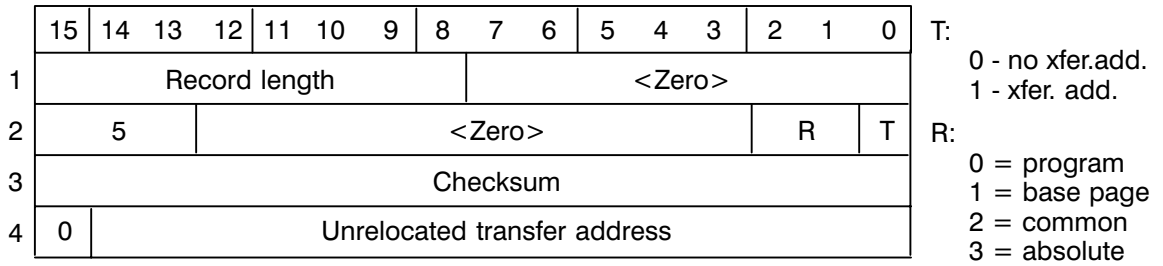 15 14 13 12 11 10 9 8 7 6 5 4 3 2 1 0
1 Record length <Zero>
2 5 <Zero> R T
3 Checksum
4 0 Unrelocated transfer address
T:
0 - no xfer.add.
1 - xfer. add.
R:
0 = program
1 = base page
2 = common
3 = absolute